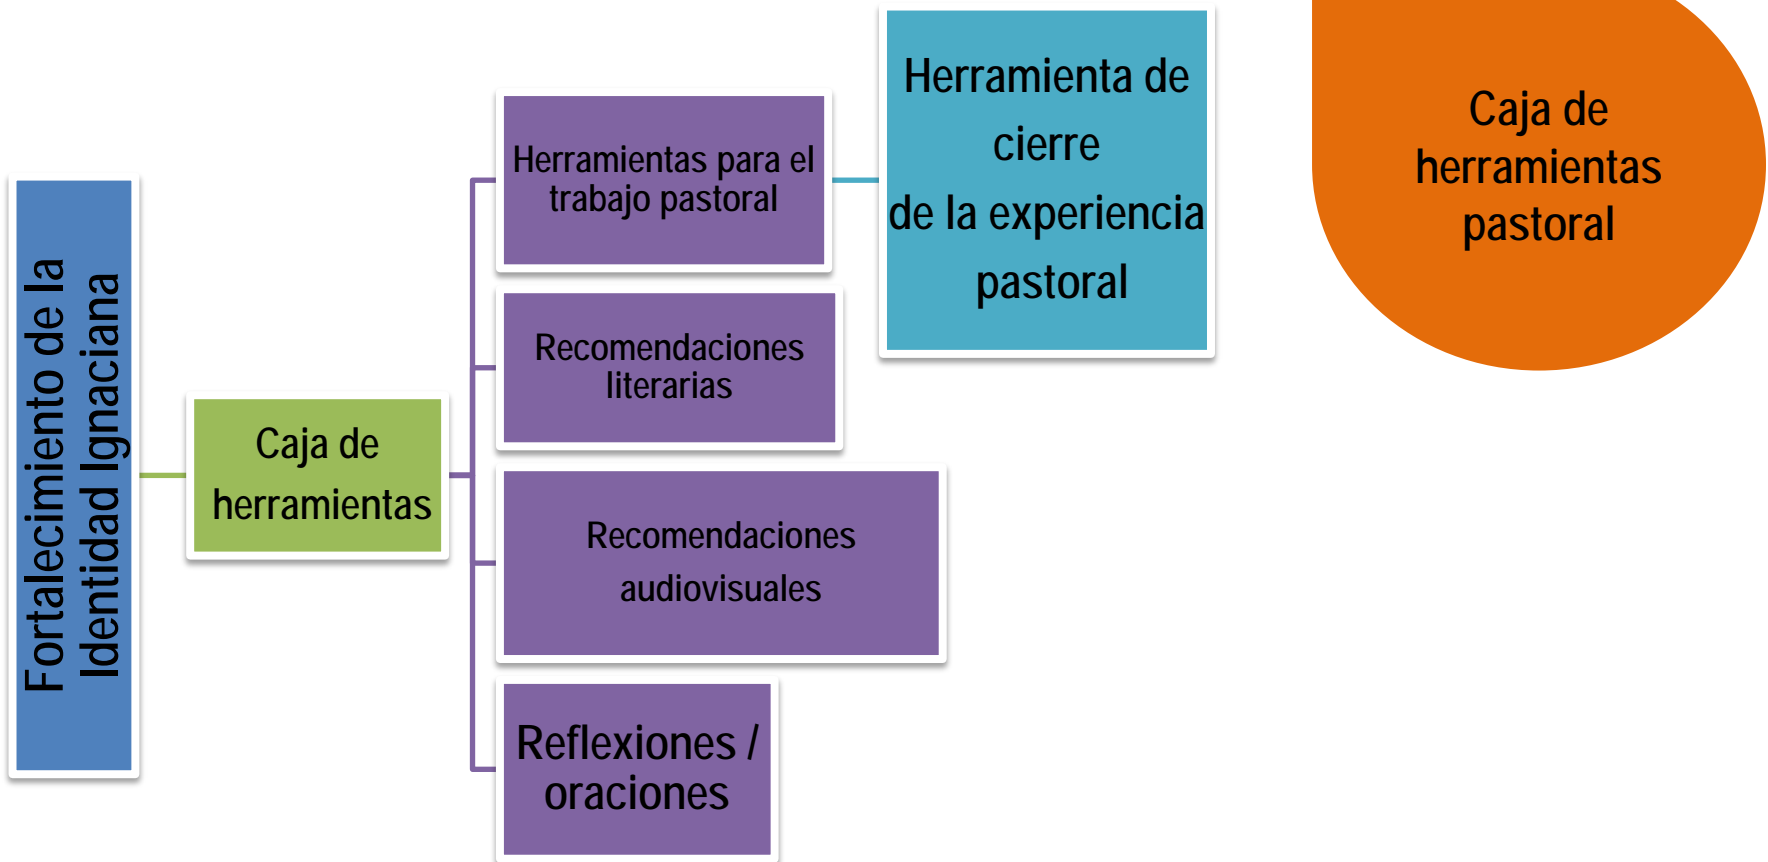 Fortalecimiento de la
Identidad Ignaciana
Caja de
herramientas
Herramientas para el
trabajo pastoral
Recomendaciones
literarias
Recomendaciones
audiovisuales
Reflexiones /
oraciones
Herramienta de
cierre
de la experiencia
pastoral
Caja de
herramientas
pastoral